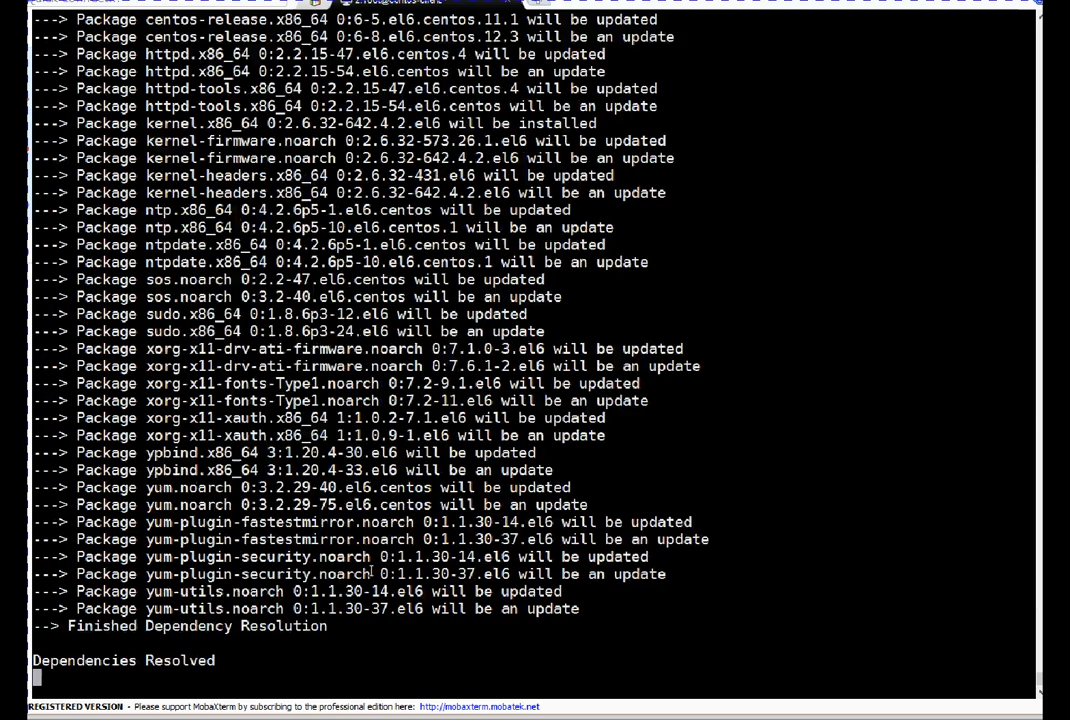 ---> Package centos-release.x86_64 0:6-5.el6.centos.11.1 will be updated
---> Package centos-release.x86_64 0:6-8.el6.centos.12.3 will be an update
---> Package httpd.x86_64 0:2.2.15-47.el6.centos.4 will be updated
---> Package httpd.x86_64 0:2.2.15-54.el6.centos will be an update
---> Package httpd-tools.x86_64 0:2.2.15-47.el6.centos.4 will be updated
---> Package httpd-tools.x86_64 0:2.2.15-54.el6.centos will be an update
---> Package kernel.x86_64 0:2.6.32-642.4.2.el6 will be installed
---> Package kernel-firmware.noarch 0:2.6.32-573.26.1.el6 will be updated
---> Package kernel-firmware.noarch 0:2.6.32-642.4.2.el6 will be an update
---> Package kernel-headers.x86_64 0:2.6.32-431.el6 will be updated
---> Package kernel-headers.x86_64 0:2.6.32-642.4.2.el6 will be an update
---> Package ntp.x86_64 0:4.2.6p5-1.el6.centos will be updated
---> Package ntp.x86_64 0:4.2.6p5-10.el6.centos.1 will be an update
---> Package ntpdate.x86_64 0:4.2.6p5-1.el6.centos will be updated
---> Package ntpdate.x86_64 0:4.2.6p5-10.el6.centos.1 will be an update
---> Package sos.noarch 0:2.2-47.el6.centos will be updated
---> Package sos.noarch 0:3.2-40.el6.centos will be an update
---> Package sudo.x86_64 0:1.8.6p3-12.el6 will be updated
---> Package sudo.x86_64 0:1.8.6p3-24.el6 will be an update
---> Package xorg-x11-drv-ati-firmware.noarch 0:7.1.0-3.el6 will be updated
---> Package xorg-x11-drv-ati-firmware.noarch 0:7.6.1-2.el6 will be an update
---> Package xorg-x11-fonts-Type1.noarch 0:7.2-9.1.el6 will be updated
---> Package xorg-x11-fonts-Type1.noarch 0:7.2-11.el6 will be an update
---> Package xorg-x11-xauth.x86_64 1:1.0.2-7.1.el6 will be updated
---> Package xorg-x11-xauth.x86_64 1:1.0.9-1.el6 will be an update
---> Package ypbind.x86_64 3:1.20.4-30.el6 will be updated
---> Package ypbind.x86_64 3:1.20.4-33.el6 will be an update
---> Package yum.noarch 0:3.2.29-40.el6.centos will be updated
---> Package yum.noarch 0:3.2.29-75.el6.centos will be an update
---> Package yum-plugin-fastestmirror.noarch 0:1.1.30-14.el6 will be updated
---> Package yum-plugin-fastestmirror.noarch 0:1.1.30-37.el6 will be an update
---> Package yum-plugin-security.noarch 0:1.1.30-14.el6 will be updated
---> Package yum-plugin-security.noarch 0:1.1.30-37.el6 will be an update
---> Package yum-utils.noarch 0:1.1.30-14.el6 will be updated
---> Package yum-utils.noarch 0:1.1.30-37.el6 will be an update
--> Finished Dependency Resolution
Dependencies Resolved
REGISTERED VERSION - Please support MobaXterm by subscribing to the professional edition here: http://mobaxterm.mobatek.net